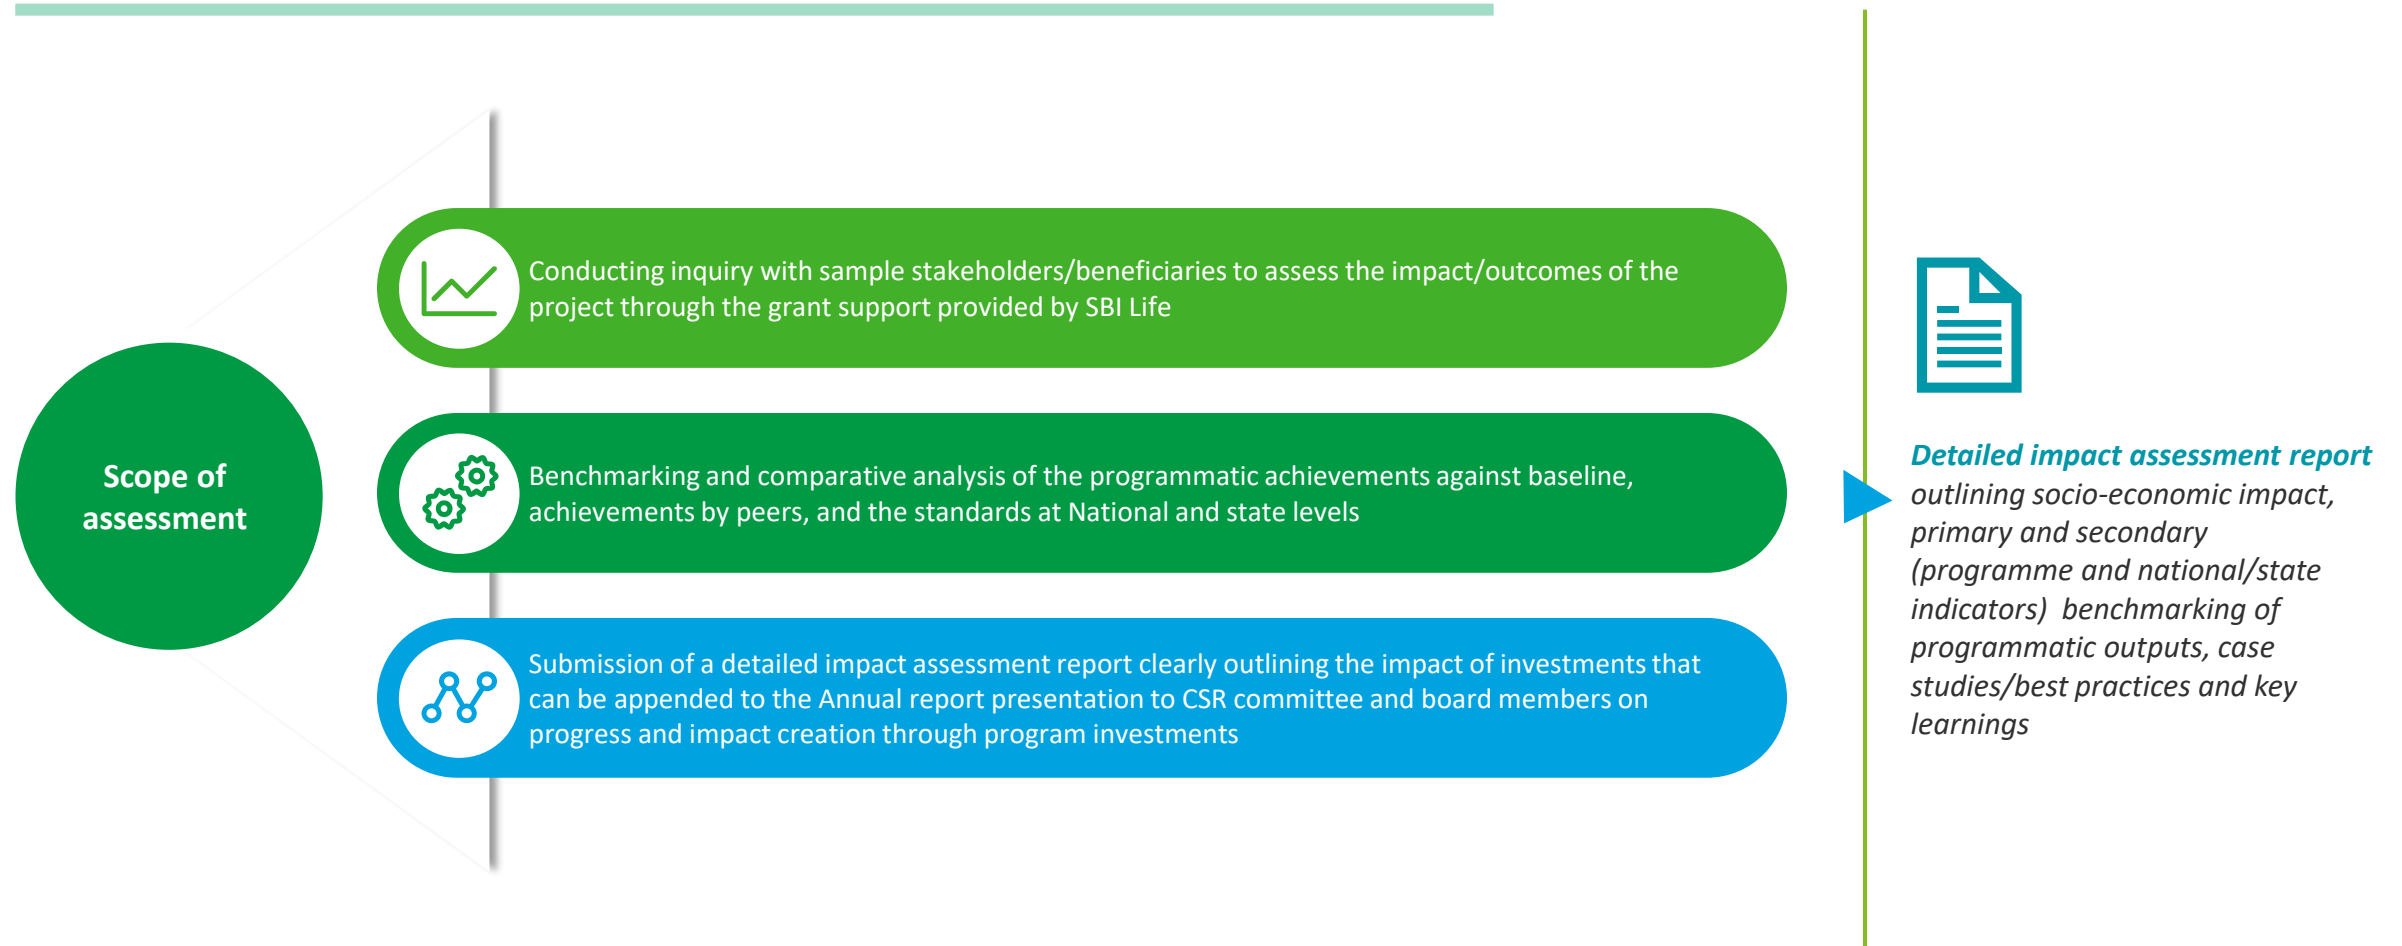 Scope of
assessment
Conducting inquiry with sample stakeholders/beneficiaries to assess the impact/outcomes of the
project through the grant support provided by SBI Life
Benchmarking and comparative analysis of the programmatic achievements against baseline,
achievements by peers, and the standards at National and state levels
Submission of a detailed impact assessment report clearly outlining the impact of investments that
can be appended to the Annual report presentation to CSR committee and board members on
progress and impact creation through program investments
Detailed impact assessment report
outlining socio-economic impact,
primary and secondary
(programme and national/state
indicators)  benchmarking of
programmatic outputs, case
studies/best practices and key
learnings